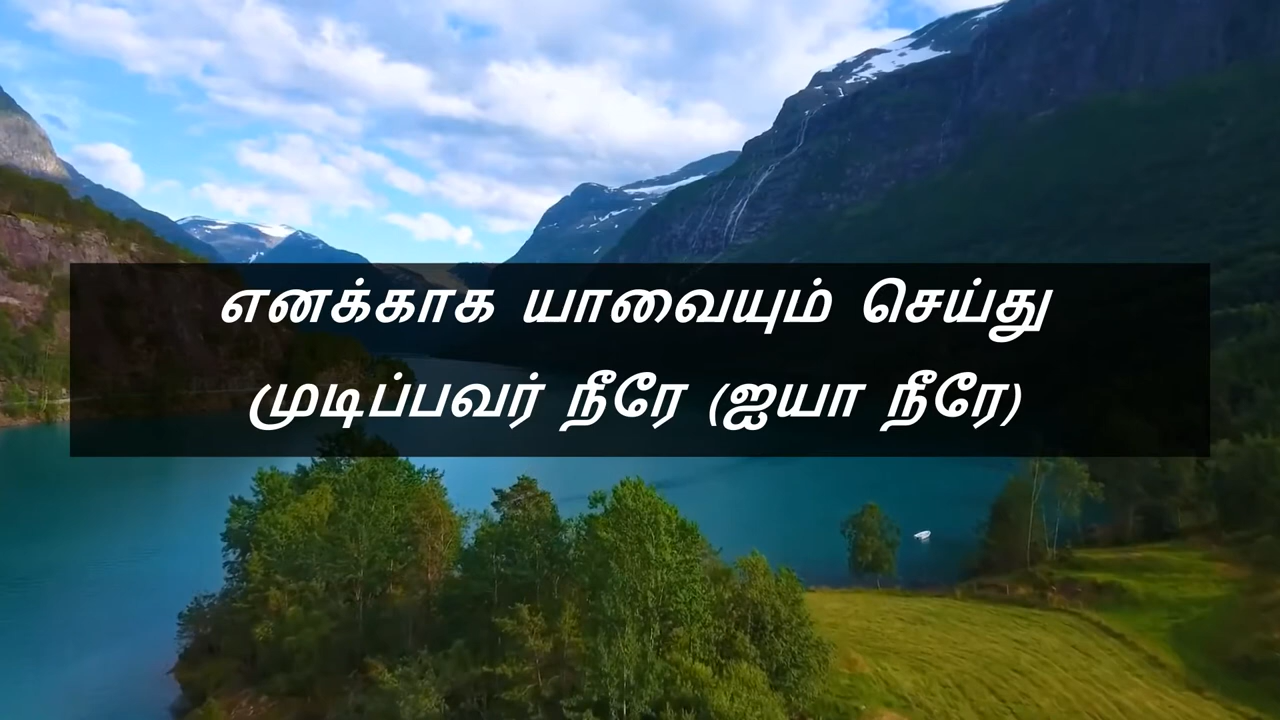 எனக்காக யாவையும் செய்து
முடிப்பவர் நீரே (ஐயா நீரே)